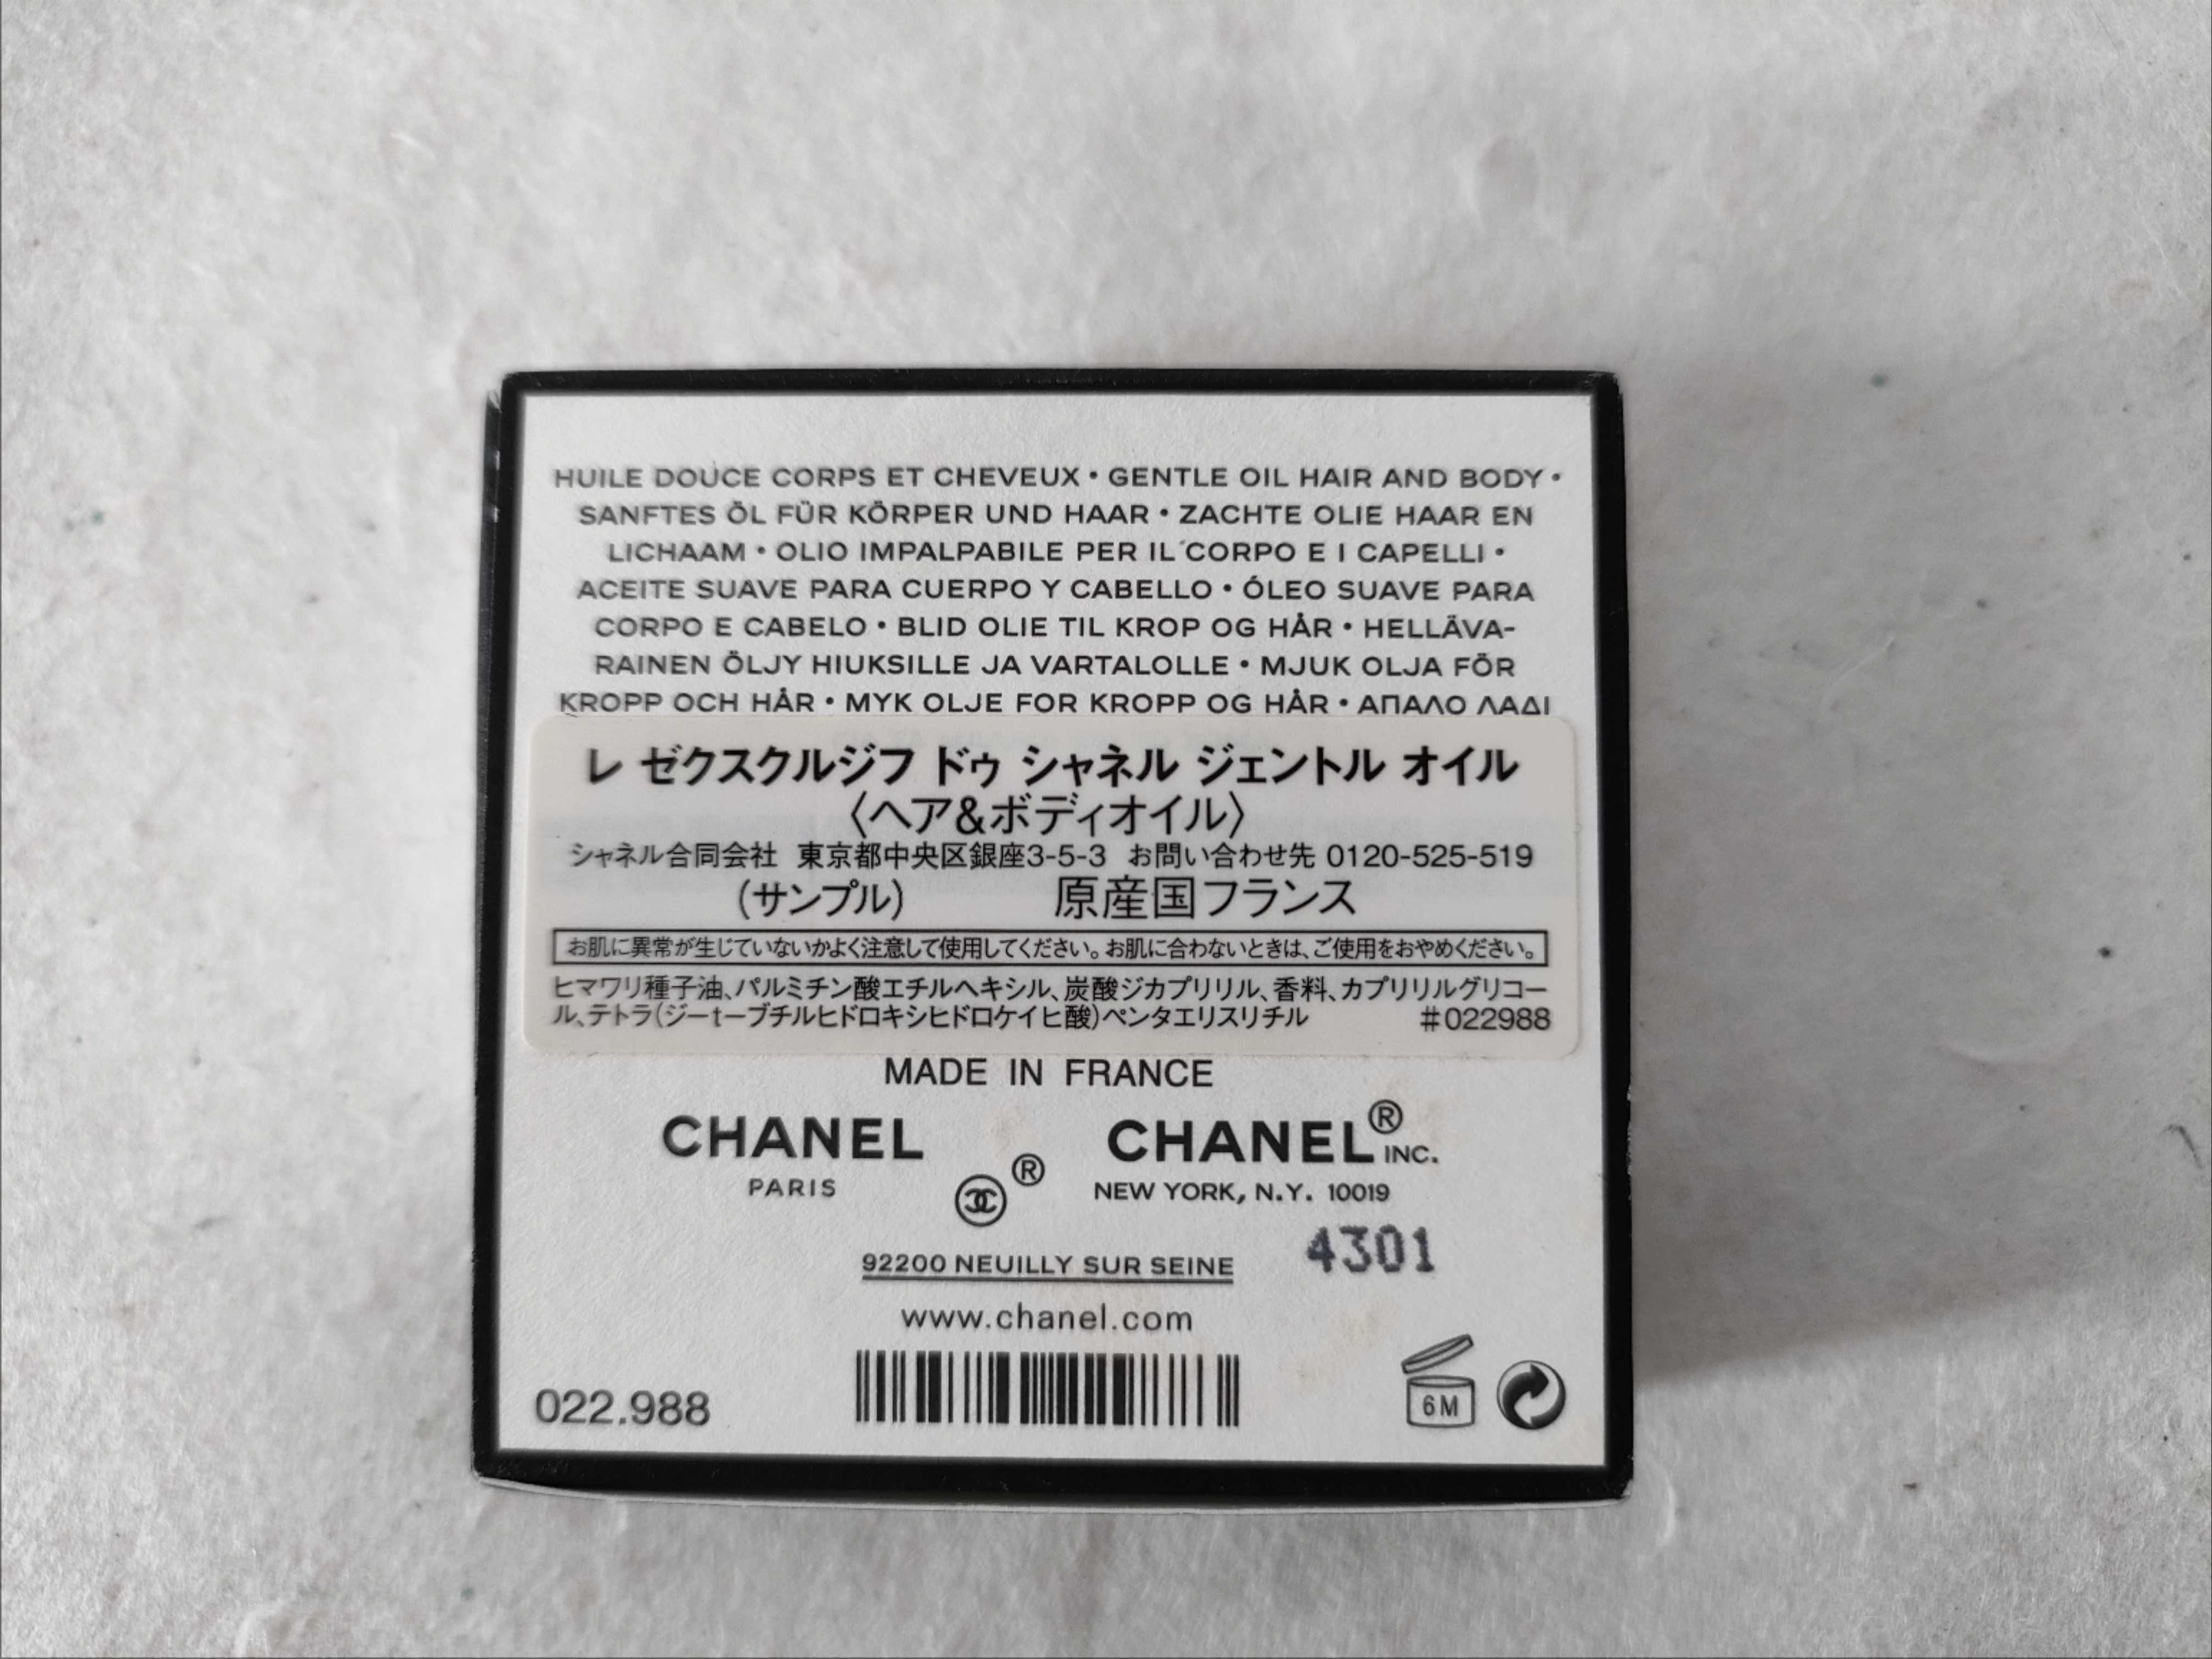 HUILE DOUCE CORPS ET CHEVEUX • GENTLE OIL HAIR AND BODY •
SANFTES ÖL FÜR KÖRPER UND HAAR • ZACHTE OLIE HAAR EN
LICHAAM • OLIO IMPALPABILE PER IL CORPO E I CAPELLI •
ACEITE SUAVE PARA CUERPO Y CABELLO • ÓLEO SUAVE PARA
CORPO E CABELO • BLID OLIE TIL KROP OG HÅR • HELLÄVA-
RAINEN ÖLJY HIUKSILLE JA VARTALOLLE • MJUK OLJA FÖR
KROPP OCH HÅR • MYK OLJE FOR KROPP OG HÅR • ΑΠΑΛΟ ΛΑΔΙ
レ ゼクスクルジフ ドゥ シャネル ジェントル オイル
〈ヘア&ボディオイル〉
シャネル合同会社 東京都中央区銀座3-5-3 お問い合わせ先 0120-525-519
(サンプル) 原産国フランス
お肌に異常が生じていないかよく注意して使用してください。お肌に合わないときは、ご使用をおやめください。
ヒマワリ種子油、パルミチン酸エチルヘキシル、炭酸ジカプリリル、香料、カプリリルグリコー
ル、テトラ(ジーtーブチルヒドロキシヒドロケイヒ酸)ペンタエリスリチル #022988
MADE IN FRANCE
CHANEL CHANEL® INC.
PARIS ® NEW YORK, N.Y. 10019
4301
92200 NEUILLY SUR SEINE
www.chanel.com
022.988 6M